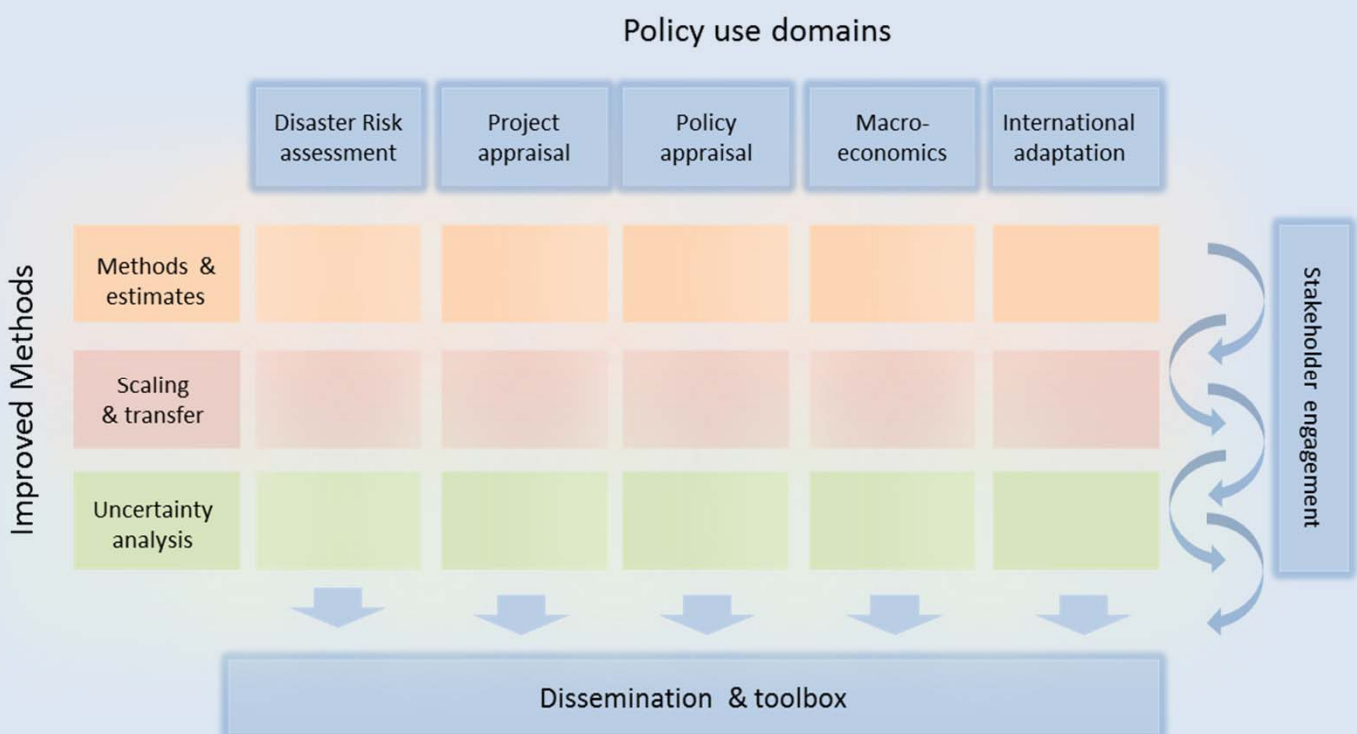 Policy use domains
Disaster Risk
assessment
Project
appraisal
Policy
appraisal
Macro-
economics
International
adaptation
Improved Methods
Methods &
estimates
Scaling
& transfer
Uncertainty
analysis
Stakeholder engagement
Dissemination & toolbox